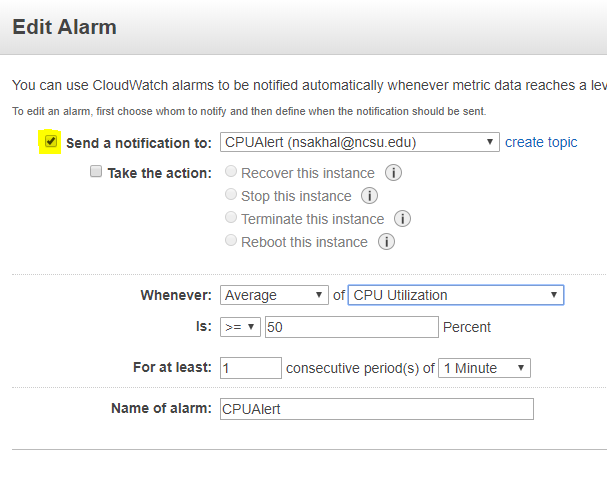 Edit Alarm
You can use CloudWatch alarms to be notified automatically whenever metric data reaches a
To edit an alarm, first choose whom to notify and then define when the notification should be sent.
Send a notification to: CPUAlert (nsakhal@ncsu.edu) create topic
Take the action: Recover this instance i
Stop this instance i
Terminate this instance i
Reboot this instance i
Whenever: Average of CPU Utilization
Is: >= 50 Percent
For at least: 1 consecutive period(s) of 1 Minute
Name of alarm: CPUAlert